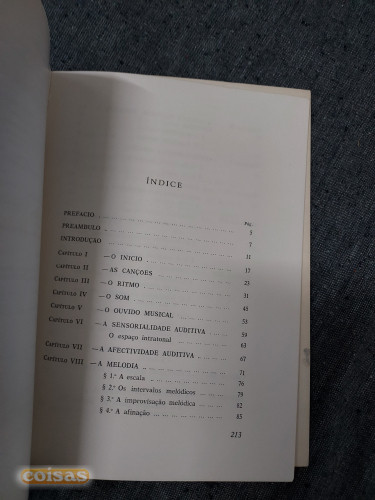 ÍNDICE
PÁG.
PREFÁCIO 3
PREÂMBULO 7
INTRODUÇÃO 11
CAPÍTULO I — O INÍCIO 17
CAPÍTULO II — AS CANÇÕES 23
CAPÍTULO III — O RITMO 31
CAPÍTULO IV — O SOM 45
CAPÍTULO V — O OUVIDO MUSICAL 53
CAPÍTULO VI — A SENSORIALIDADE AUDITIVA 59
O espaço intratonal 63
CAPÍTULO VII — A AFECTIVIDADE AUDITIVA 67
CAPÍTULO VIII — A MELODIA 71
§ 1.º A escala 76
§ 2.º Os intervalos melódicos 79
§ 3.º A improvisação melódica 82
§ 4.º A afinação 85
213
coisas